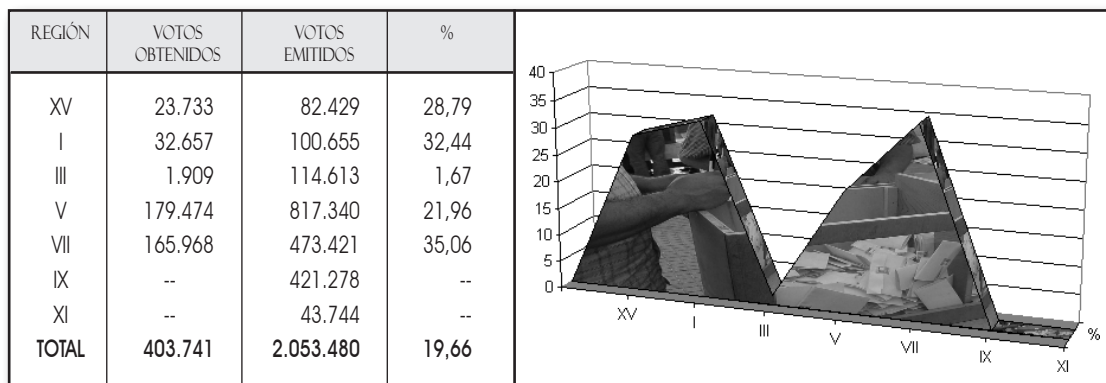 REGIÓN VOTOS OBTENIDOS VOTOS EMITIDOS %
XV 23.733 82.429 28,79
I 32.657 100.655 32,44
III 1.909 114.613 1,67
V 179.474 817.340 21,96
VII 165.968 473.421 35,06
IX -- 421.278 --
XI -- 43.744 --
TOTAL 403.741 2.053.480 19,66
40
35
30
25
20
15
10
5
0
XV I III V VII IX XI
%